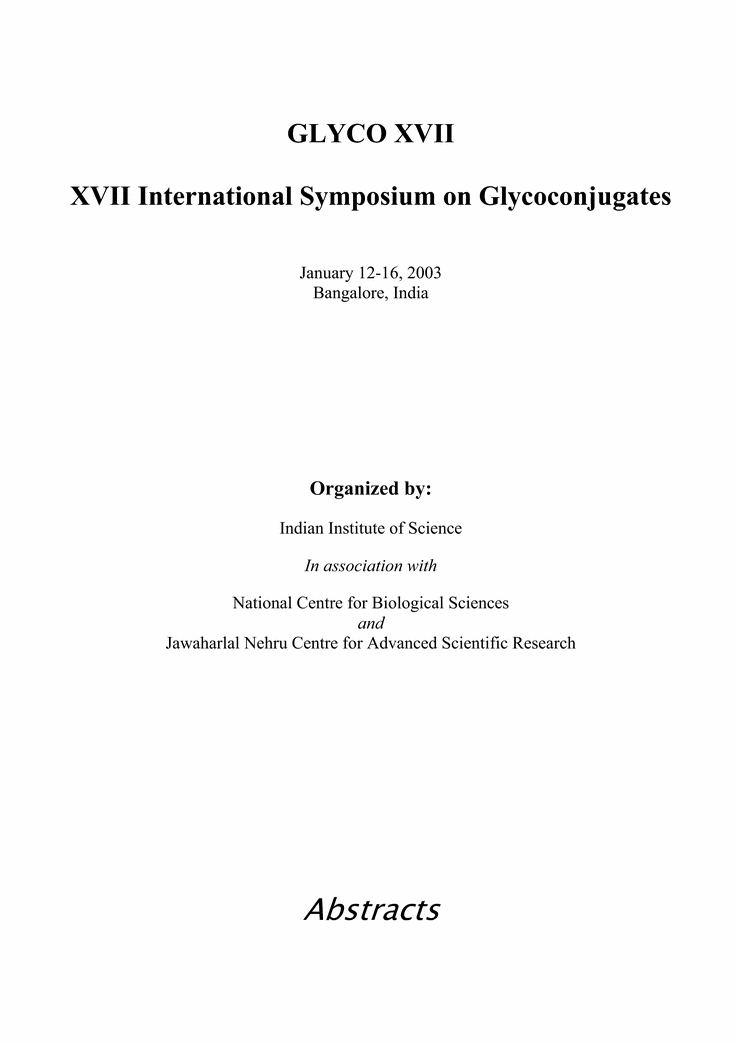 GLYCO XVII
XVII International Symposium on Glycoconjugates
January 12-16, 2003
Bangalore, India
Organized by:
Indian Institute of Science
In association with
National Centre for Biological Sciences
and
Jawaharlal Nehru Centre for Advanced Scientific Research
Abstracts